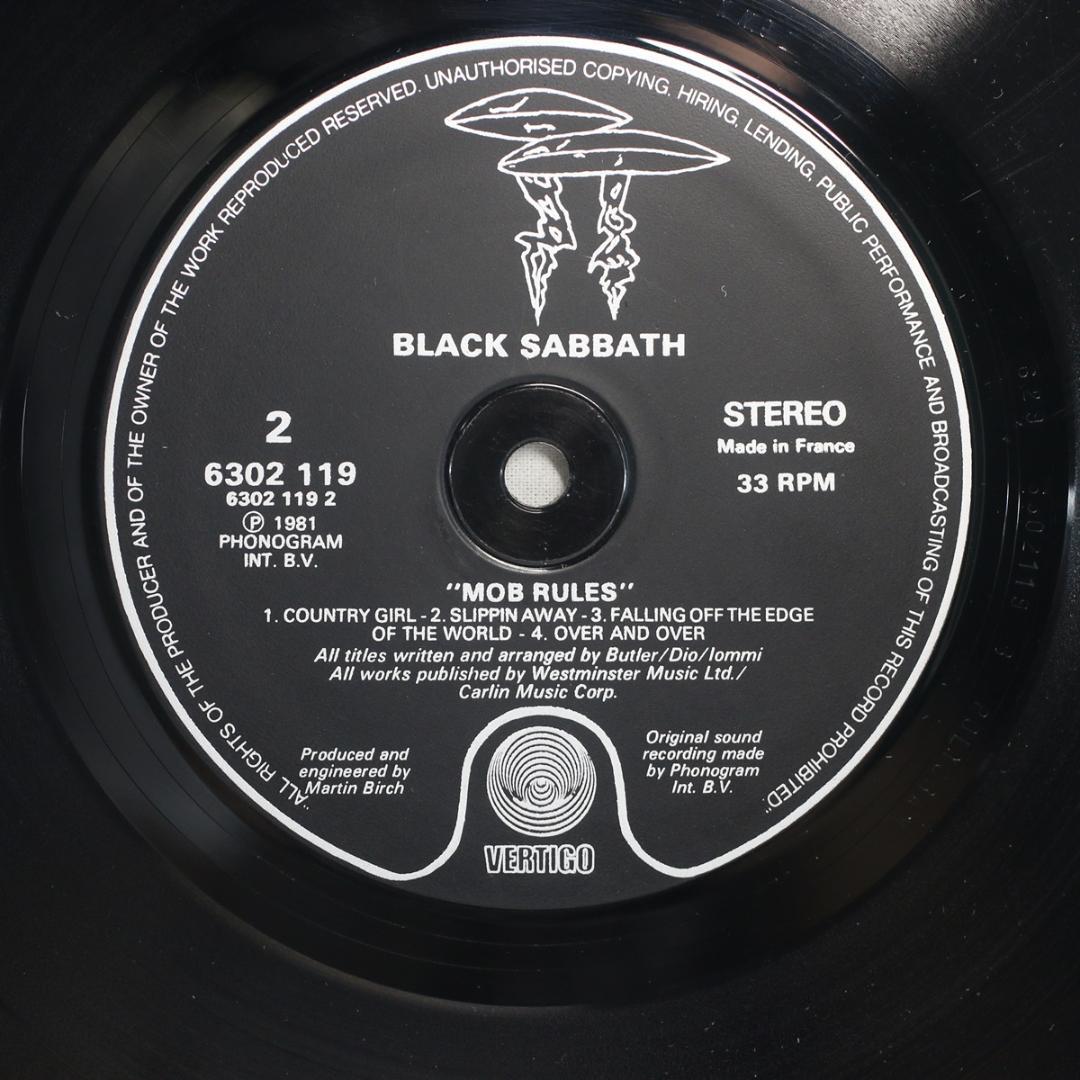 "ALL RIGHTS OF THE PRODUCER AND OF THE OWNER OF THE WORK REPRODUCED RESERVED. UNAUTHORISED COPYING, HIRING, LENDING, PUBLIC PERFORMANCE AND BROADCASTING OF THIS RECORD PROHIBITED."
BLACK SABBATH
2
6302 119
6302 119 2
Ⓟ 1981
PHONOGRAM
INT. B.V.
STEREO
Made in France
33 RPM
"MOB RULES"
1. COUNTRY GIRL - 2. SLIPPIN AWAY - 3. FALLING OFF THE EDGE
OF THE WORLD - 4. OVER AND OVER
All titles written and arranged by Butler/Dio/Iommi
All works published by Westminster Music Ltd./
Carlin Music Corp.
Produced and
engineered by
Martin Birch
Original sound
recording made
by Phonogram
Int. B.V.
VERTIGO